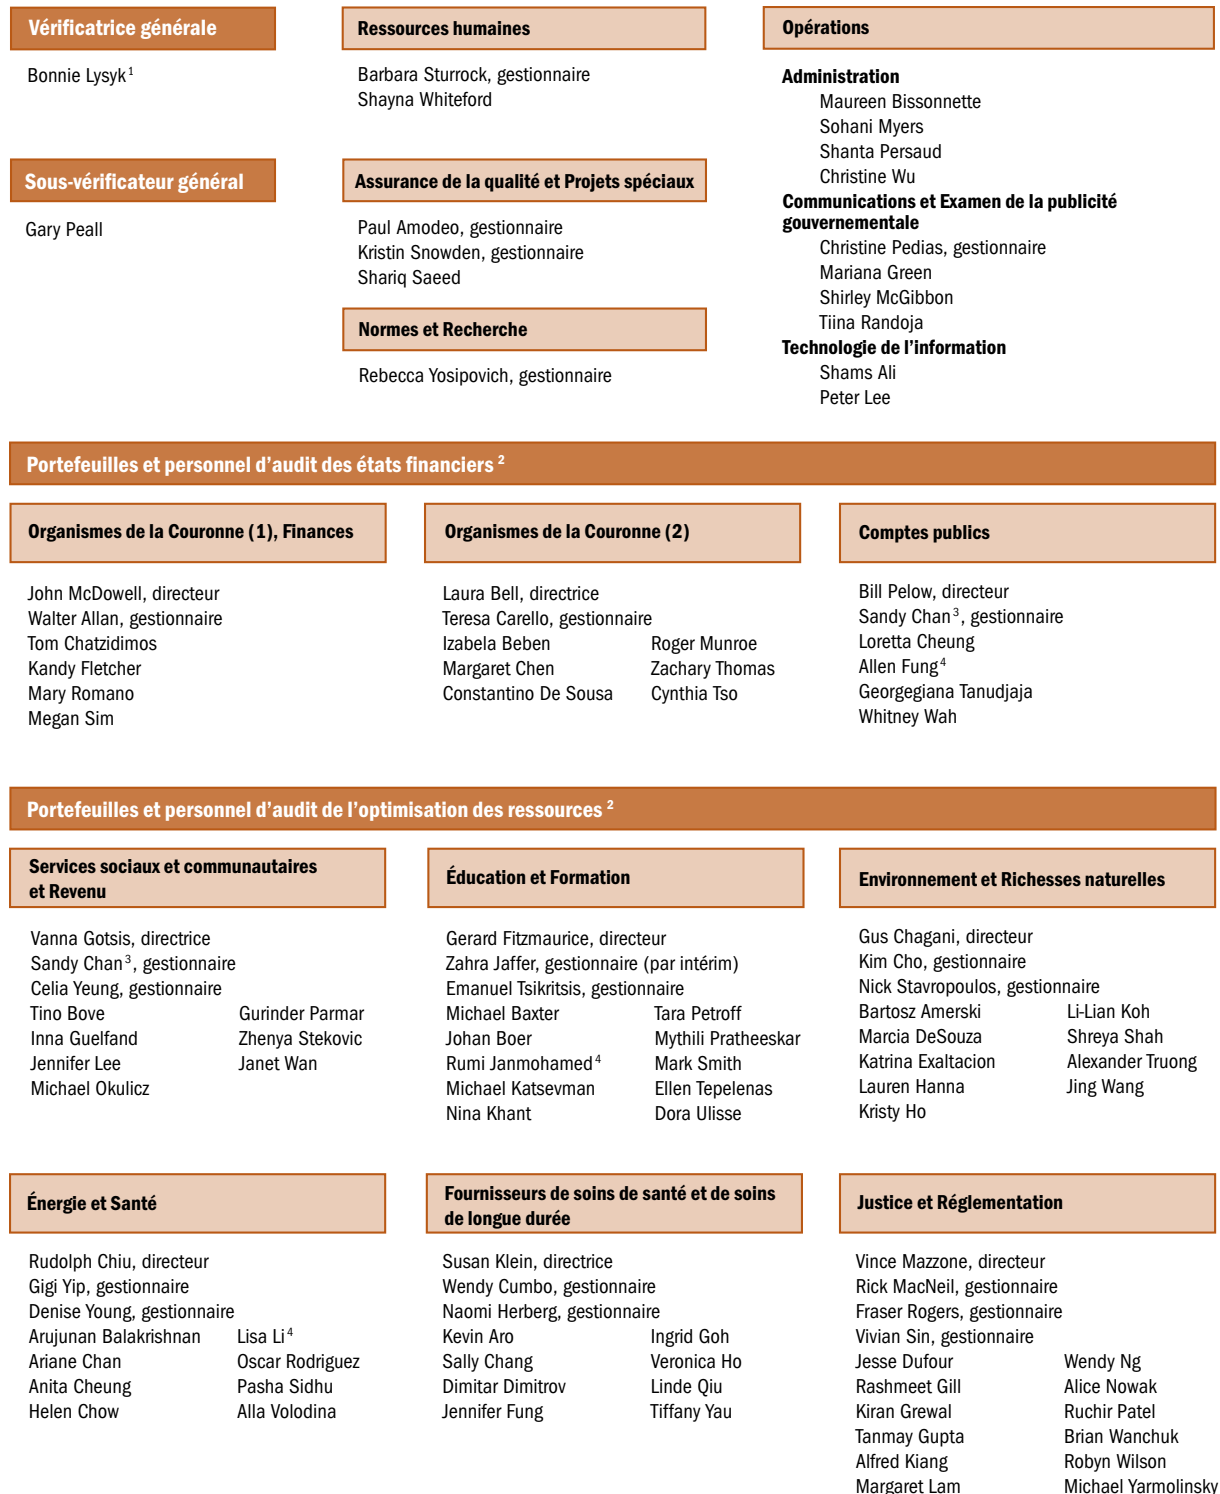 Vérificatrice générale
Bonnie Lysyk 1
Sous-vérificateur général
Gary Peall
Ressources humaines
Barbara Sturrock, gestionnaire
Shayna Whiteford
Assurance de la qualité et Projets spéciaux
Paul Amodeo, gestionnaire
Kristin Snowden, gestionnaire
Shariq Saeed
Normes et Recherche
Rebecca Yosipovich, gestionnaire
Opérations
Administration
Maureen Bissonnette
Sohani Myers
Shanta Persaud
Christine Wu
Communications et Examen de la publicité
gouvernementale
Christine Pedias, gestionnaire
Mariana Green
Shirley McGibbon
Tiina Randoja
Technologie de l'information
Shams Ali
Peter Lee
Portefeuilles et personnel d'audit des états financiers 2
Organismes de la Couronne (1), Finances
John McDowell, directeur
Walter Allan, gestionnaire
Tom Chatzidimos
Kandy Fletcher
Mary Romano
Megan Sim
Organismes de la Couronne (2)
Laura Bell, directrice
Teresa Carello, gestionnaire
Izabela Beben
Margaret Chen
Constantino De Sousa
Roger Munroe
Zachary Thomas
Cynthia Tso
Comptes publics
Bill Pelow, directeur
Sandy Chan 3, gestionnaire
Loretta Cheung
Allen Fung 4
Georgegiana Tanudjaja
Whitney Wah
Portefeuilles et personnel d'audit de l'optimisation des ressources 2
Services sociaux et communautaires
et Revenu
Vanna Gotsis, directrice
Sandy Chan 3, gestionnaire
Celia Yeung, gestionnaire
Tino Bove
Inna Guelfand
Jennifer Lee
Michael Okulicz
Gurinder Parmar
Zhenya Stekovic
Janet Wan
Éducation et Formation
Gerard Fitzmaurice, directeur
Zahra Jaffer, gestionnaire (par intérim)
Emanuel Tsikritsis, gestionnaire
Michael Baxter
Johan Boer
Rumi Janmohamed 4
Michael Katsevman
Nina Khant
Tara Petroff
Mythili Pratheeskar
Mark Smith
Ellen Tepelenas
Dora Ulisse
Environnement et Richesses naturelles
Gus Chagani, directeur
Kim Cho, gestionnaire
Nick Stavropoulos, gestionnaire
Bartosz Amerski
Marcia DeSouza
Katrina Exaltacion
Lauren Hanna
Kristy Ho
Li-Lian Koh
Shreya Shah
Alexander Truong
Jing Wang
Énergie et Santé
Rudolph Chiu, directeur
Gigi Yip, gestionnaire
Denise Young, gestionnaire
Arujunan Balakrishnan
Ariane Chan
Anita Cheung
Helen Chow
Lisa Li 4
Oscar Rodriguez
Pasha Sidhu
Alla Volodina
Fournisseurs de soins de santé et de soins
de longue durée
Susan Klein, directrice
Wendy Cumbo, gestionnaire
Naomi Herberg, gestionnaire
Kevin Aro
Sally Chang
Dimitar Dimitrov
Jennifer Fung
Ingrid Goh
Veronica Ho
Linde Qiu
Tiffany Yau
Justice et Réglementation
Vince Mazzone, directeur
Rick MacNeil, gestionnaire
Fraser Rogers, gestionnaire
Vivian Sin, gestionnaire
Jesse Dufour
Rashmeet Gill
Kiran Grewal
Tanmay Gupta
Alfred Kiang
Margaret Lam
Wendy Ng
Alice Nowak
Ruchir Patel
Brian Wanchuk
Robyn Wilson
Michael Yarmolinsky